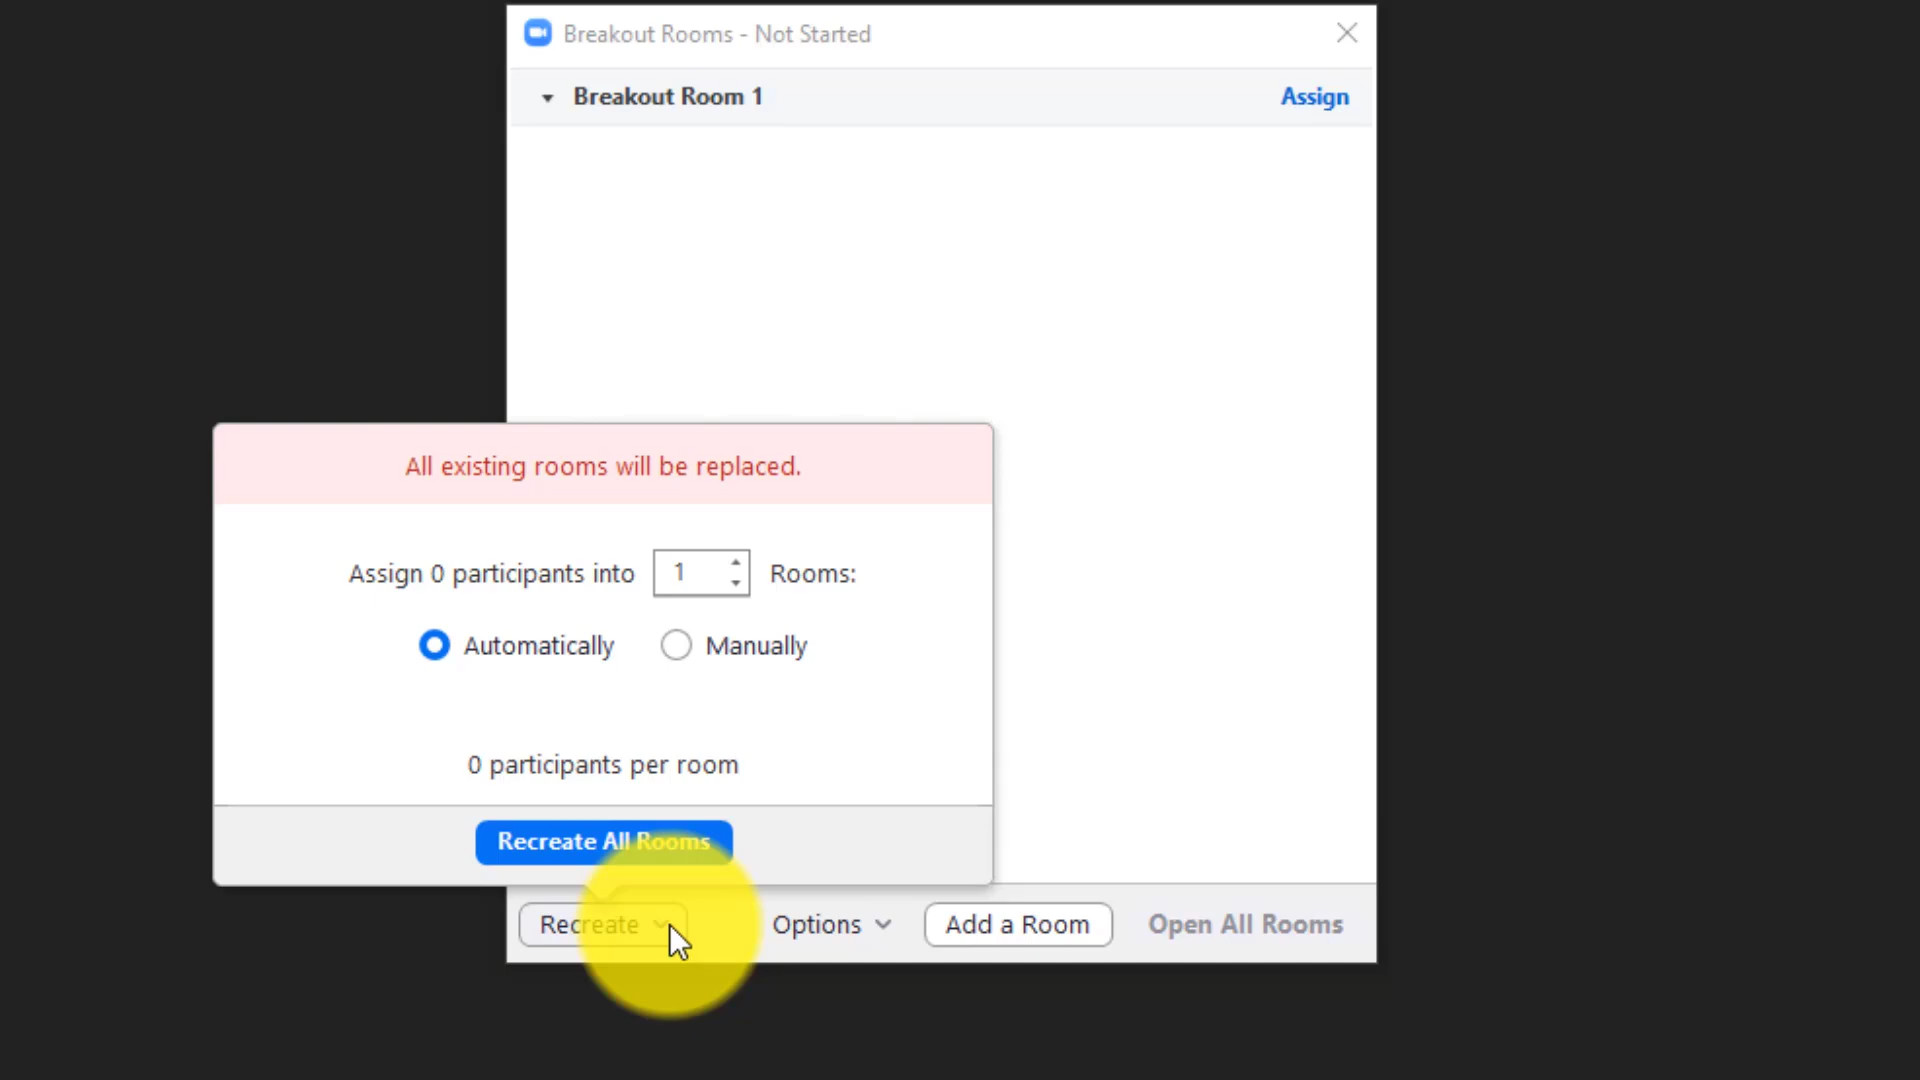 Breakout Rooms - Not Started
Breakout Room 1
Assign
All existing rooms will be replaced.
Assign 0 participants into 1 Rooms:
Automatically Manually
0 participants per room
Recreate All Rooms
Recreate Options Add a Room Open All Rooms